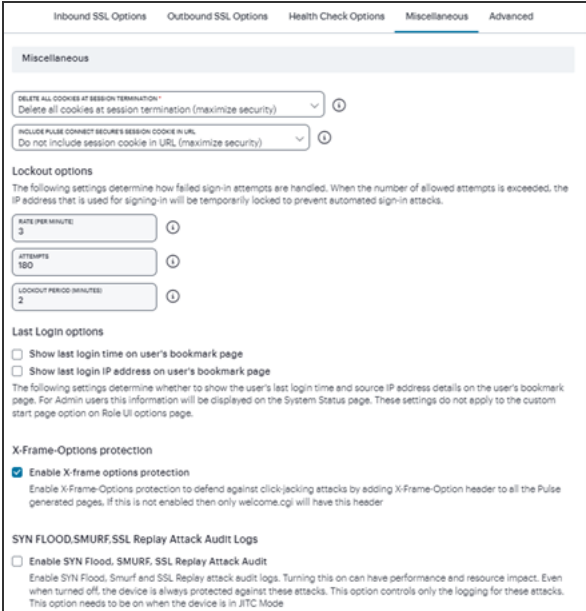 Inbound SSL Options Outbound SSL Options Health Check Options Miscellaneous Advanced
Miscellaneous
DELETE ALL COOKIES AT SESSION TERMINATION *
Delete all cookies at session termination (maximize security)
INCLUDE PULSE CONNECT SECURE'S SESSION COOKIE IN URL
Do not include session cookie in URL (maximize security)
Lockout options
The following settings determine how failed sign-in attempts are handled. When the number of allowed attempts is exceeded, the
IP address that is used for signing-in will be temporarily locked to prevent automated sign-in attacks.
RATE (PER MINUTE)
3
ATTEMPTS
180
LOCKOUT PERIOD (MINUTES)
2
Last Login options
Show last login time on user's bookmark page
Show last login IP address on user's bookmark page
The following settings determine whether to show the user's last login time and source IP address details on the user's bookmark
page. For Admin users this information will be displayed on the System Status page. These settings do not apply to the custom
start page option on Role UI options page.
X-Frame-Options protection
Enable X-frame options protection
Enable X-Frame-Options protection to defend against click-jacking attacks by adding X-Frame-Option header to all the Pulse
generated pages. If this is not enabled then only welcome.cgi will have this header
SYN FLOOD,SMURF,SSL Replay Attack Audit Logs
Enable SYN Flood, SMURF, SSL Replay Attack Audit
Enable SYN Flood, Smurf and SSL Replay attack audit logs. Turning this on can have performance and resource impact. Even
when turned off, the device is always protected against these attacks. This option controls only the logging for these attacks.
This option needs to be on when the device is in JITC Mode